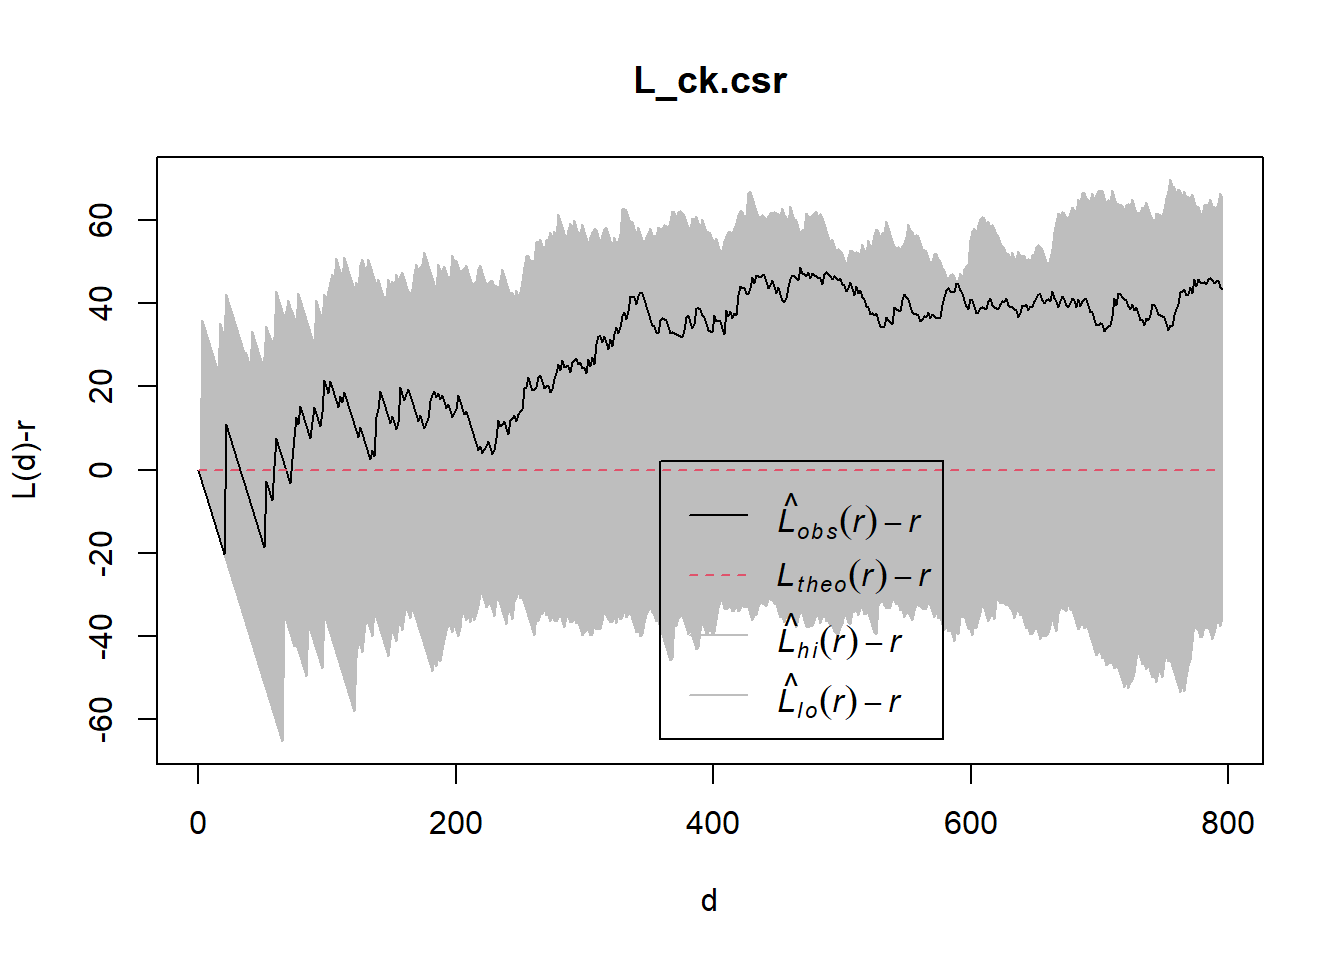 L_ck.csr
L(d)-r
60
40
20
0
-20
-40
-60
L̂obs(r) − r
Ltheo(r) − r
L̂hi(r) − r
L̂lo(r) − r
0 200 400 600 800
d